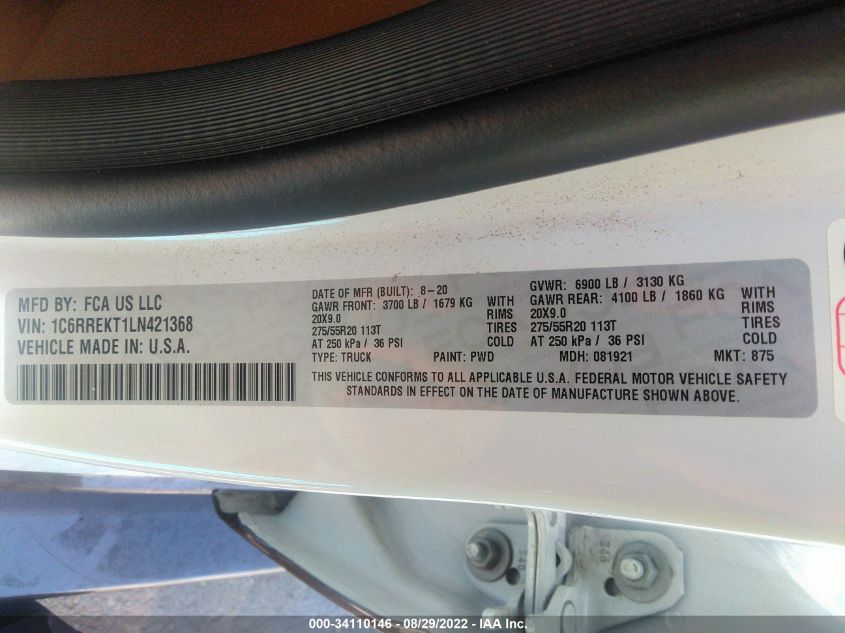 MFD BY: FCA US LLC
VIN: 1C6RREKT1LN421368
VEHICLE MADE IN: U.S.A.
DATE OF MFR (BUILT): 8-20
GVWR: 6900 LB / 3130 KG
GAWR FRONT: 3700 LB / 1679 KG WITH
20X9.0 RIMS
275/55R20 113T TIRES
AT 250 kPa / 36 PSI COLD
GAWR REAR: 4100 LB / 1860 KG WITH
20X9.0 RIMS
275/55R20 113T TIRES
AT 250 kPa / 36 PSI COLD
TYPE: TRUCK PAINT: PWD MDH: 081921 MKT: 875
THIS VEHICLE CONFORMS TO ALL APPLICABLE U.S.A. FEDERAL MOTOR VEHICLE SAFETY
STANDARDS IN EFFECT ON THE DATE OF MANUFACTURE SHOWN ABOVE.
346
346
000-34110146 - 08/29/2022 - IAA Inc.